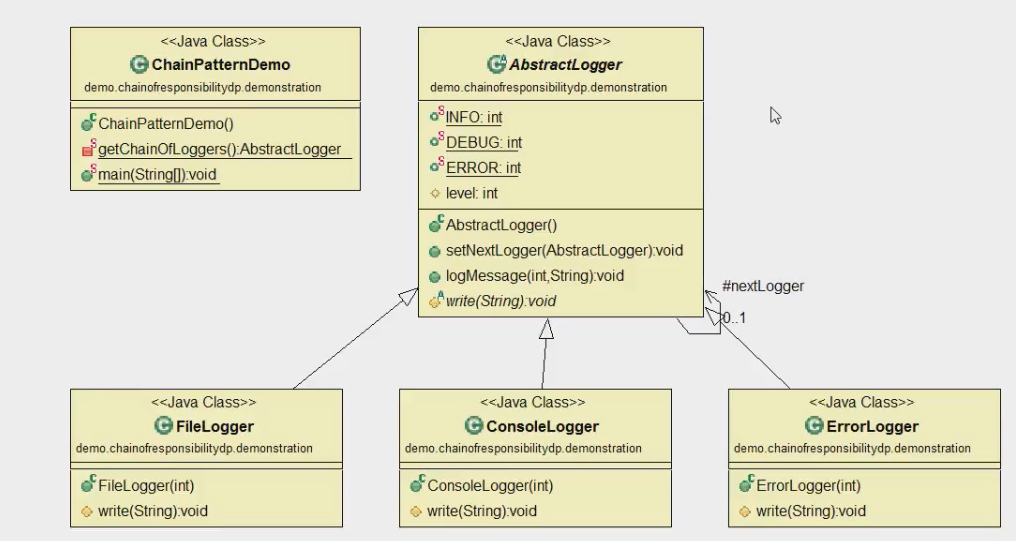 <<Java Class>>
ChainPatternDemo
demo.chainofresponsibilitydp.demonstration
ChainPatternDemo()
getChainOfLoggers():AbstractLogger
main(String[]):void
<<Java Class>>
AbstractLogger
demo.chainofresponsibilitydp.demonstration
INFO: int
DEBUG: int
ERROR: int
level: int
AbstractLogger()
setNextLogger(AbstractLogger):void
logMessage(int,String):void
write(String):void
#nextLogger
0..1
<<Java Class>>
FileLogger
demo.chainofresponsibilitydp.demonstration
FileLogger(int)
write(String):void
<<Java Class>>
ConsoleLogger
demo.chainofresponsibilitydp.demonstration
ConsoleLogger(int)
write(String):void
<<Java Class>>
ErrorLogger
demo.chainofresponsibilitydp.demonstration
ErrorLogger(int)
write(String):void